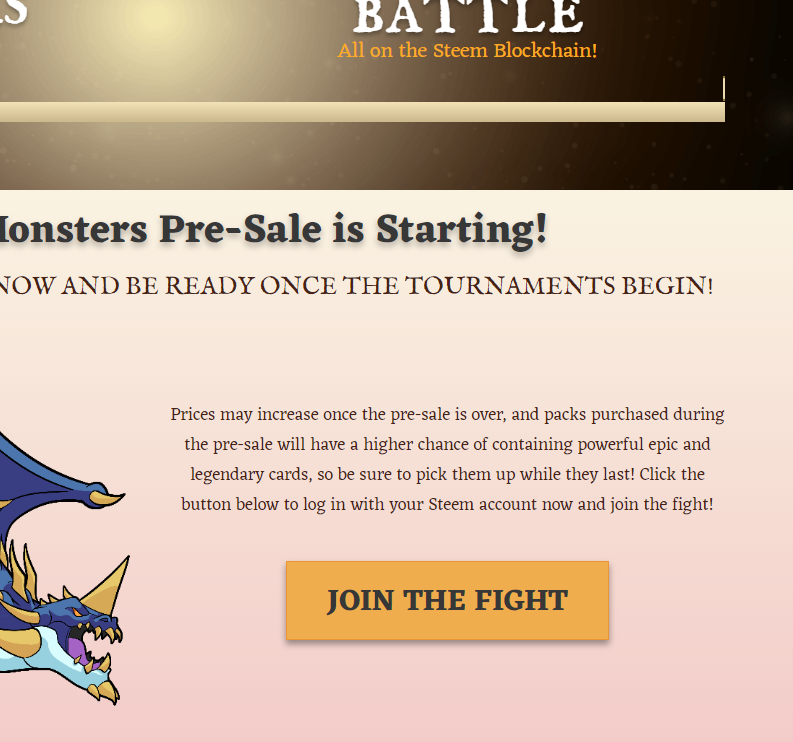 BATTLE
All on the Steem Blockchain!
Pre-Sale is Starting!
NOW AND BE READY ONCE THE TOURNAMENTS BEGIN!
Prices may increase once the pre-sale is over, and packs purchased during
the pre-sale will have a higher chance of containing powerful epic and
legendary cards, so be sure to pick them up while they last! Click the
button below to log in with your Steem account now and join the fight!
JOIN THE FIGHT